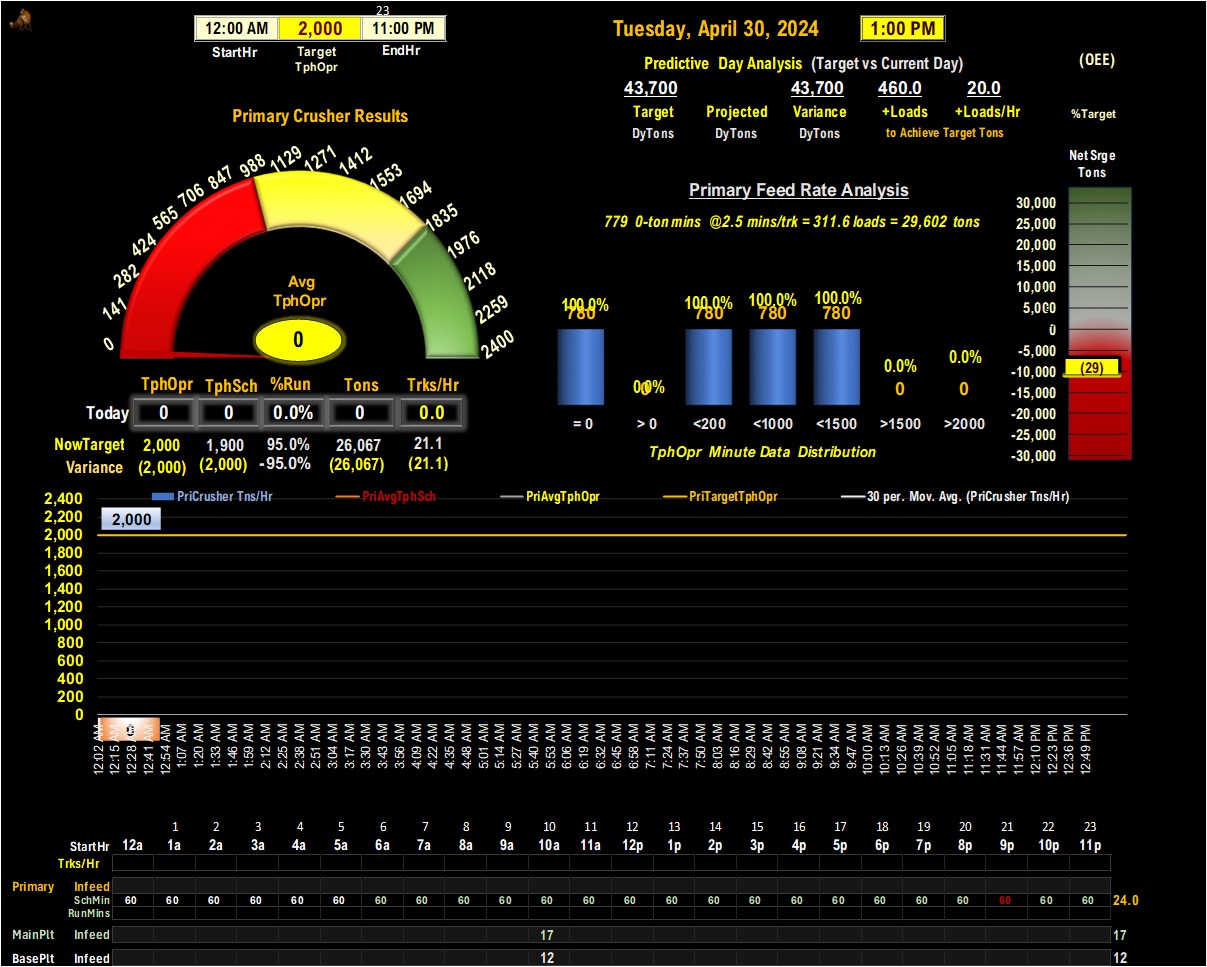 23
12:00 AM 2,000 11:00 PM
StartHr Target TphOpr EndHr
Tuesday, April 30, 2024 1:00 PM
Predictive Day Analysis (Target vs Current Day)
(OEE)
43,700 43,700 460.0 20.0
Target Projected Variance +Loads +Loads/Hr
DyTons DyTons DyTons to Achieve Target Tons
%Target
Primary Crusher Results
Net Srge
Tons
0 141 282 424 565 706 847 988 1129 1271 1412 1553 1694 1835 1976 2118 2259 2400
Avg
TphOpr
0
Primary Feed Rate Analysis
779 0-ton mins @2.5 mins/trk = 311.6 loads = 29,602 tons
100.0% 100.0% 100.0% 100.0%
780 780 780 780
0.0% 0.0% 0.0%
0 0 0
= 0 > 0 <200 <1000 <1500 >1500 >2000
TphOpr Minute Data Distribution
30,000
25,000
20,000
15,000
10,000
5,000
0
-5,000
-10,000
(29)
-15,000
-20,000
-25,000
-30,000
TphOpr TphSch %Run Tons Trks/Hr
Today 0 0 0.0% 0 0.0
NowTarget 2,000 1,900 95.0% 26,067 21.1
Variance (2,000) (2,000) -95.0% (26,067) (21.1)
PriCrusher Tns/Hr PriAvgTphSch PriAvgTphOpr PriTargetTphOpr 30 per. Mov. Avg. (PriCrusher Tns/Hr)
2,400
2,200
2,000
2,000
1,800
1,600
1,400
1,200
1,000
800
600
400
200
0
0
12:02 AM 12:15 AM 12:28 AM 12:41 AM 12:54 AM 1:07 AM 1:20 AM 1:33 AM 1:46 AM 1:59 AM 2:12 AM 2:25 AM 2:38 AM 2:51 AM 3:04 AM 3:17 AM 3:30 AM 3:43 AM 3:56 AM 4:09 AM 4:22 AM 4:35 AM 4:48 AM 5:01 AM 5:14 AM 5:27 AM 5:40 AM 5:53 AM 6:06 AM 6:19 AM 6:32 AM 6:45 AM 6:58 AM 7:11 AM 7:24 AM 7:37 AM 7:50 AM 8:03 AM 8:16 AM 8:29 AM 8:42 AM 8:55 AM 9:08 AM 9:21 AM 9:34 AM 9:47 AM 10:00 AM 10:13 AM 10:26 AM 10:39 AM 10:52 AM 11:05 AM 11:18 AM 11:31 AM 11:44 AM 11:57 AM 12:10 PM 12:23 PM 12:36 PM 12:49 PM
1 2 3 4 5 6 7 8 9 10 11 12 13 14 15 16 17 18 19 20 21 22 23
StartHr 12a 1a 2a 3a 4a 5a 6a 7a 8a 9a 10a 11a 12p 1p 2p 3p 4p 5p 6p 7p 8p 9p 10p 11p
Trks/Hr
Primary Infeed
SchMin 60 60 60 60 60 60 60 60 60 60 60 60 60 60 60 60 60 60 60 60 60 60 60 60 24.0
RunMins
MainPlt Infeed 17 17
BasePlt Infeed 12 12